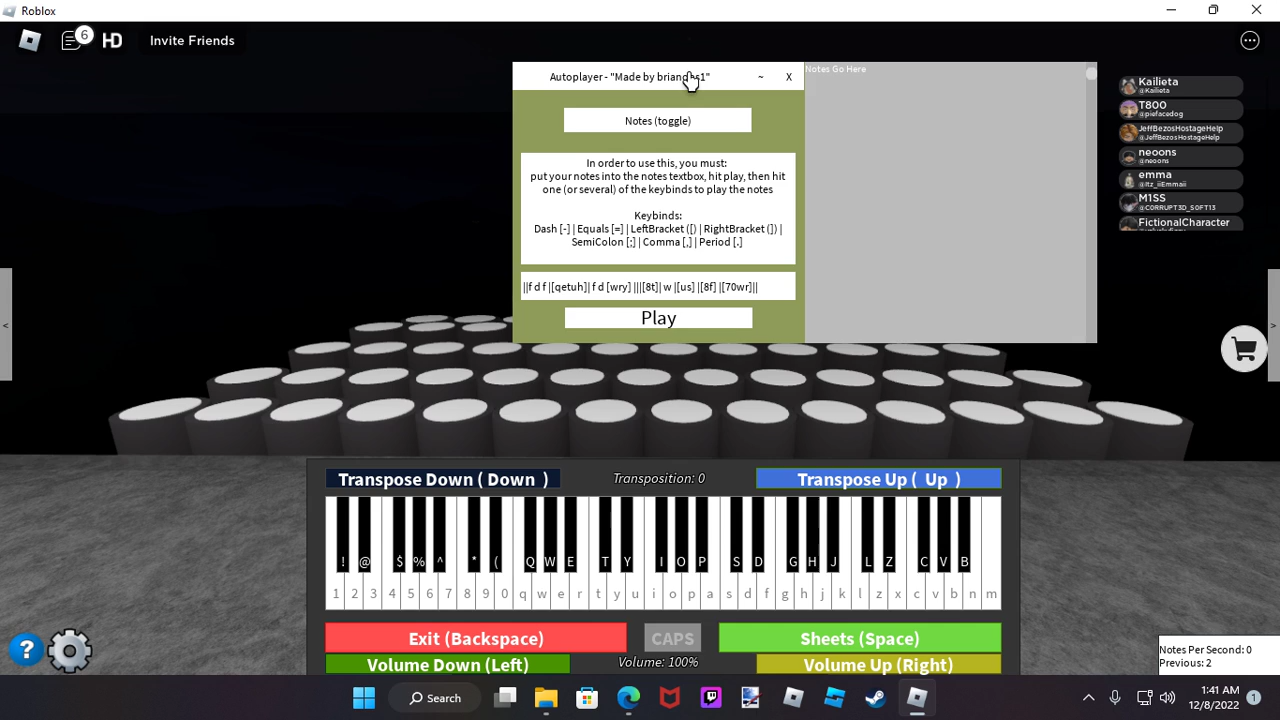 Roblox
6
HD
Invite Friends
Autoplayer - "Made by
~
X
Notes Go Here
Notes (toggle)
In order to use this, you must:
put your notes into the notes textbox, hit play, then hit
one (or several) of the keybinds to play the notes
Keybinds:
Dash [-] | Equals [=] | LeftBracket ([) | RightBracket (]) |
SemiColon [;] | Comma [,] | Period [.]
||f d f |[qetuh]| f d [wry] |||[8t]| w |[us] |[8f] |[70wr]||
Play
Kailieta
@Kailieta
T800
@piefacedog
JeffBezosHostageHelp
@JeffBezosHostageHelp
neoons
@neoons
emma
@itz_iiEmmaii
M1SS
@C0RRUPT3D_S0FT13
FictionalCharacter
<
>
Transpose Down ( Down )
Transposition: 0
Transpose Up ( Up )
! @ $ % ^ * ( Q W E T Y I O P S D G H J L Z C V B
1 2 3 4 5 6 7 8 9 0 q w e r t y u i o p a s d f g h j k l z x c v b n m
Exit (Backspace)
CAPS
Sheets (Space)
Volume Down (Left)
Volume: 100%
Volume Up (Right)
?
Notes Per Second: 0
Previous: 2
Search
1:41 AM
12/8/2022
1